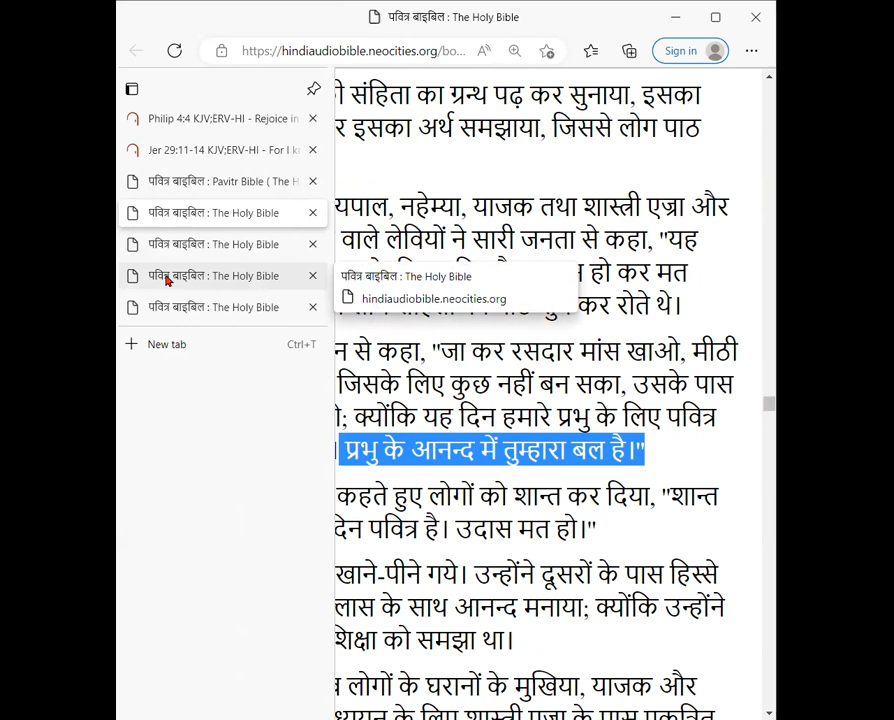 पवित्र बाइबिल : The Holy Bible
https://hindiaudiobible.neocities.org/bo...
Sign in
Philip 4:4 KJV;ERV-HI - Rejoice in
Jer 29:11-14 KJV;ERV-HI - For I k
पवित्र बाइबिल : Pavitr Bible ( The H
पवित्र बाइबिल : The Holy Bible
पवित्र बाइबिल : The Holy Bible
पवित्र बाइबिल : The Holy Bible
पवित्र बाइबिल : The Holy Bible
New tab Ctrl+T
पवित्र बाइबिल : The Holy Bible
hindiaudiobible.neocities.org
संहिता का ग्रन्थ पढ़ कर सुनाया, इसका
इसका अर्थ समझाया, जिससे लोग पाठ
नहेम्या, याजक तथा शास्त्री एज़्रा और
वाले लेवियों ने सारी जनता से कहा, "यह
हो कर मत
कर रोते थे।
से कहा, "जा कर रसदार मांस खाओ, मीठी
जिसके लिए कुछ नहीं बन सका, उसके पास
क्योंकि यह दिन हमारे प्रभु के लिए पवित्र
प्रभु के आनन्द में तुम्हारा बल है।"
कहते हुए लोगों को शान्त कर दिया, "शान्त
दिन पवित्र है। उदास मत हो।"
खाने-पीने गये। उन्होंने दूसरों के पास हिस्से
के साथ आनन्द मनाया; क्योंकि उन्होंने
शिक्षा को समझा था।
लोगों के घरानों के मुखिया, याजक और
के लिए शास्त्री एज़्रा के पास एकत्रित